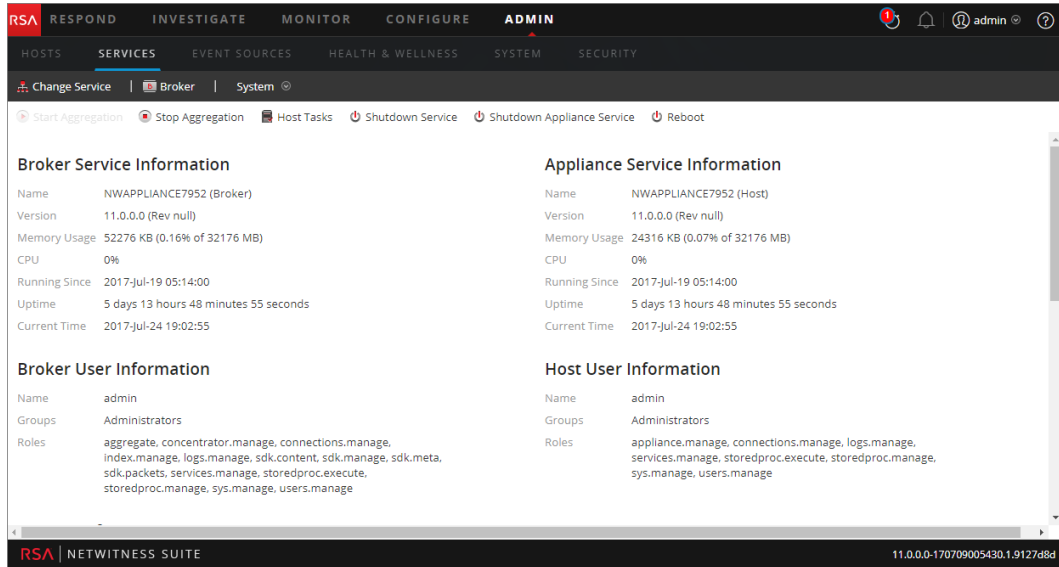 RSA RESPOND INVESTIGATE MONITOR CONFIGURE ADMIN 1 admin ?
HOSTS SERVICES EVENT SOURCES HEALTH & WELLNESS SYSTEM SECURITY
Change Service | Broker | System
Start Aggregation Stop Aggregation Host Tasks Shutdown Service Shutdown Appliance Service Reboot
Broker Service Information
Name NWAPPLIANCE7952 (Broker)
Version 11.0.0.0 (Rev null)
Memory Usage 52276 KB (0.16% of 32176 MB)
CPU 0%
Running Since 2017-Jul-19 05:14:00
Uptime 5 days 13 hours 48 minutes 55 seconds
Current Time 2017-Jul-24 19:02:55
Appliance Service Information
Name NWAPPLIANCE7952 (Host)
Version 11.0.0.0 (Rev null)
Memory Usage 24316 KB (0.07% of 32176 MB)
CPU 0%
Running Since 2017-Jul-19 05:14:00
Uptime 5 days 13 hours 48 minutes 55 seconds
Current Time 2017-Jul-24 19:02:55
Broker User Information
Name admin
Groups Administrators
Roles aggregate, concentrator.manage, connections.manage,
index.manage, logs.manage, sdk.content, sdk.manage, sdk.meta,
sdk.packets, services.manage, storedproc.execute,
storedproc.manage, sys.manage, users.manage
Host User Information
Name admin
Groups Administrators
Roles appliance.manage, connections.manage, logs.manage,
services.manage, storedproc.execute, storedproc.manage,
sys.manage, users.manage
RSA | NETWITNESS SUITE 11.0.0.0-170709005430.1.9127d8d